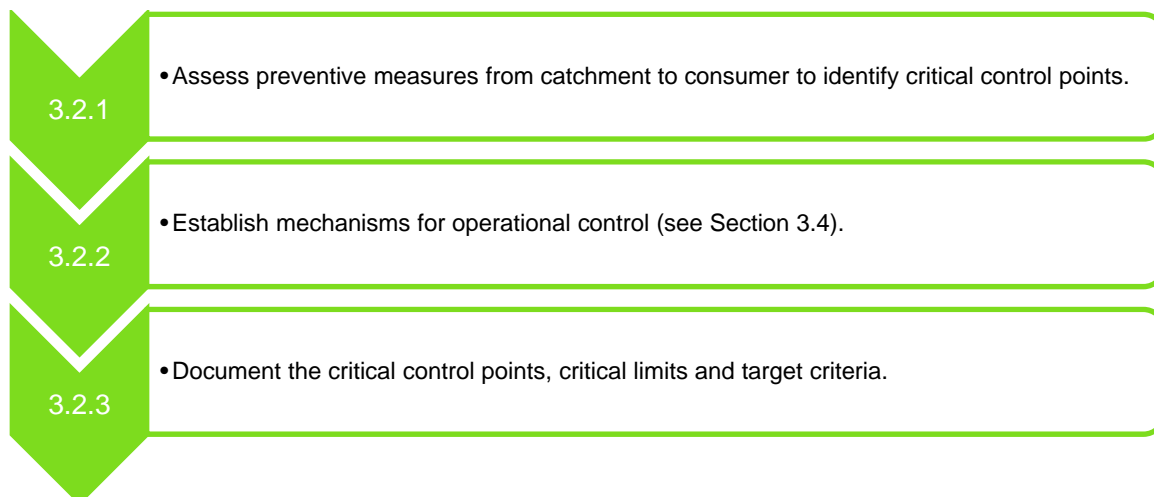 3.2.1
•Assess preventive measures from catchment to consumer to identify critical control points.
3.2.2
•Establish mechanisms for operational control (see Section 3.4).
3.2.3
•Document the critical control points, critical limits and target criteria.